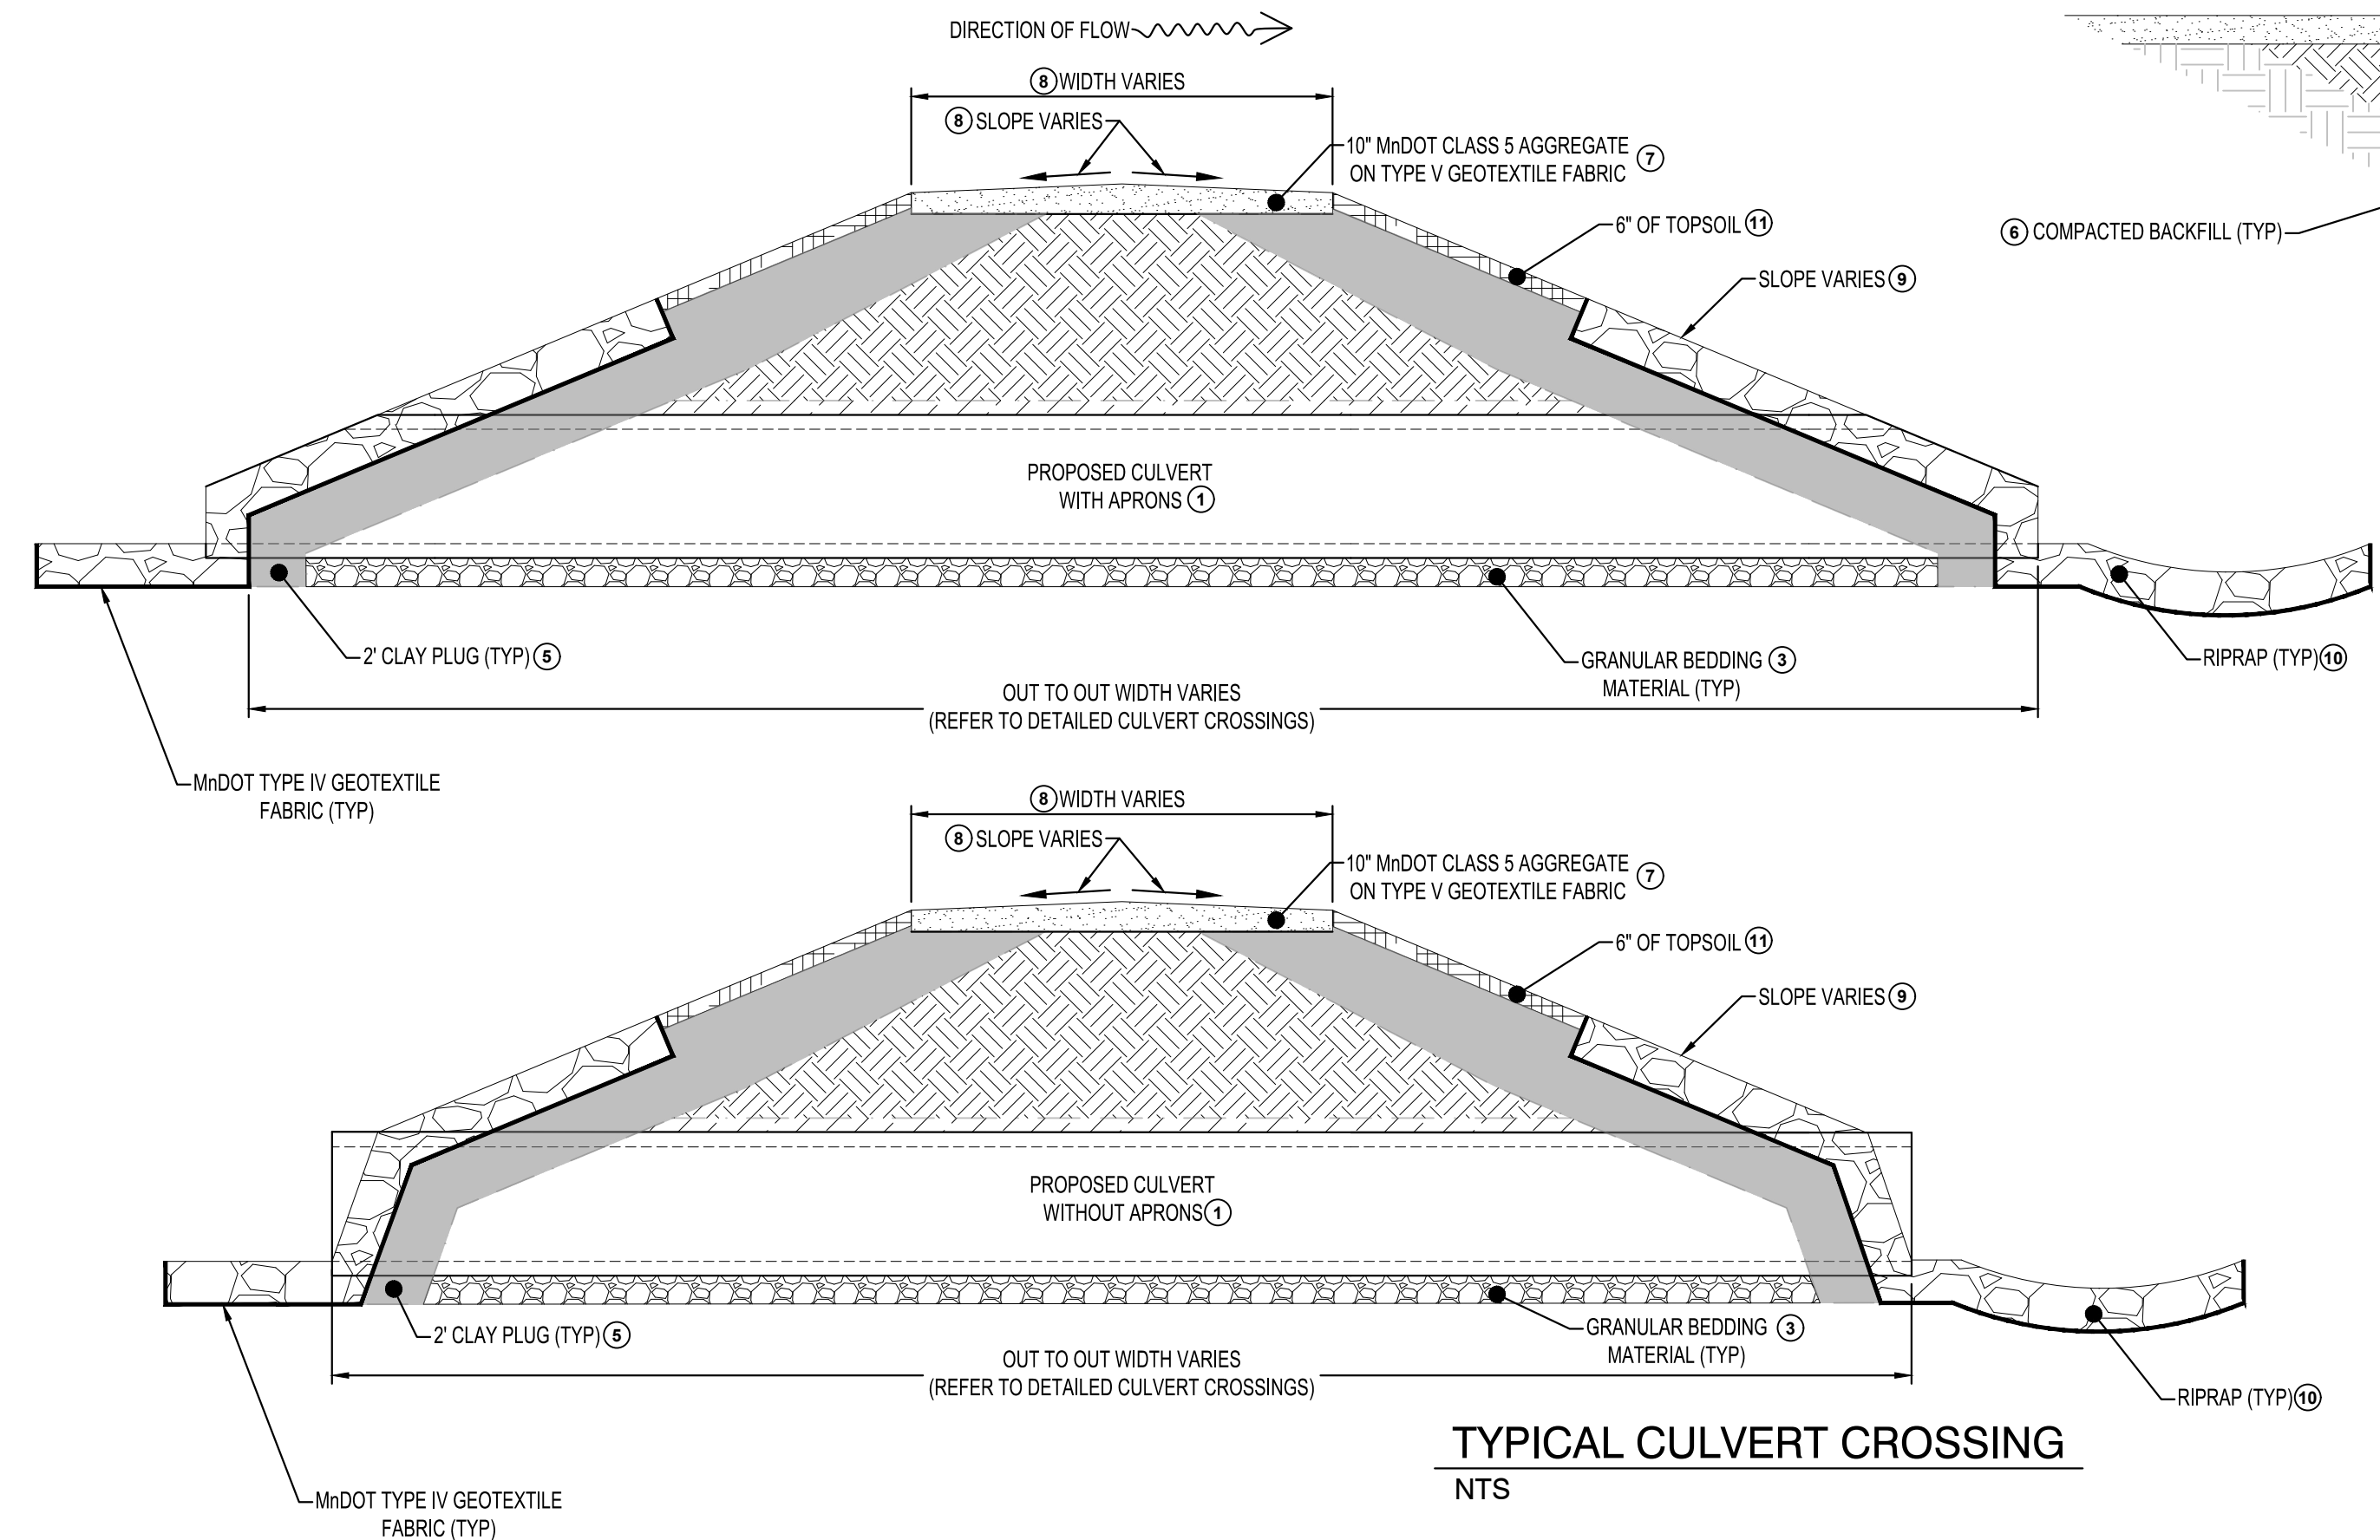 DIRECTION OF FLOW
8 WIDTH VARIES
8 SLOPE VARIES
10" MnDOT CLASS 5 AGGREGATE
ON TYPE V GEOTEXTILE FABRIC 7
6" OF TOPSOIL 11
6 COMPACTED BACKFILL (TYP)
SLOPE VARIES 9
PROPOSED CULVERT
WITH APRONS 1
2' CLAY PLUG (TYP) 5
GRANULAR BEDDING 3
MATERIAL (TYP)
RIPRAP (TYP) 10
OUT TO OUT WIDTH VARIES
(REFER TO DETAILED CULVERT CROSSINGS)
MnDOT TYPE IV GEOTEXTILE
FABRIC (TYP)
8 WIDTH VARIES
8 SLOPE VARIES
10" MnDOT CLASS 5 AGGREGATE
ON TYPE V GEOTEXTILE FABRIC 7
6" OF TOPSOIL 11
SLOPE VARIES 9
PROPOSED CULVERT
WITHOUT APRONS 1
2' CLAY PLUG (TYP) 5
GRANULAR BEDDING 3
MATERIAL (TYP)
OUT TO OUT WIDTH VARIES
(REFER TO DETAILED CULVERT CROSSINGS)
RIPRAP (TYP) 10
TYPICAL CULVERT CROSSING
NTS
MnDOT TYPE IV GEOTEXTILE
FABRIC (TYP)